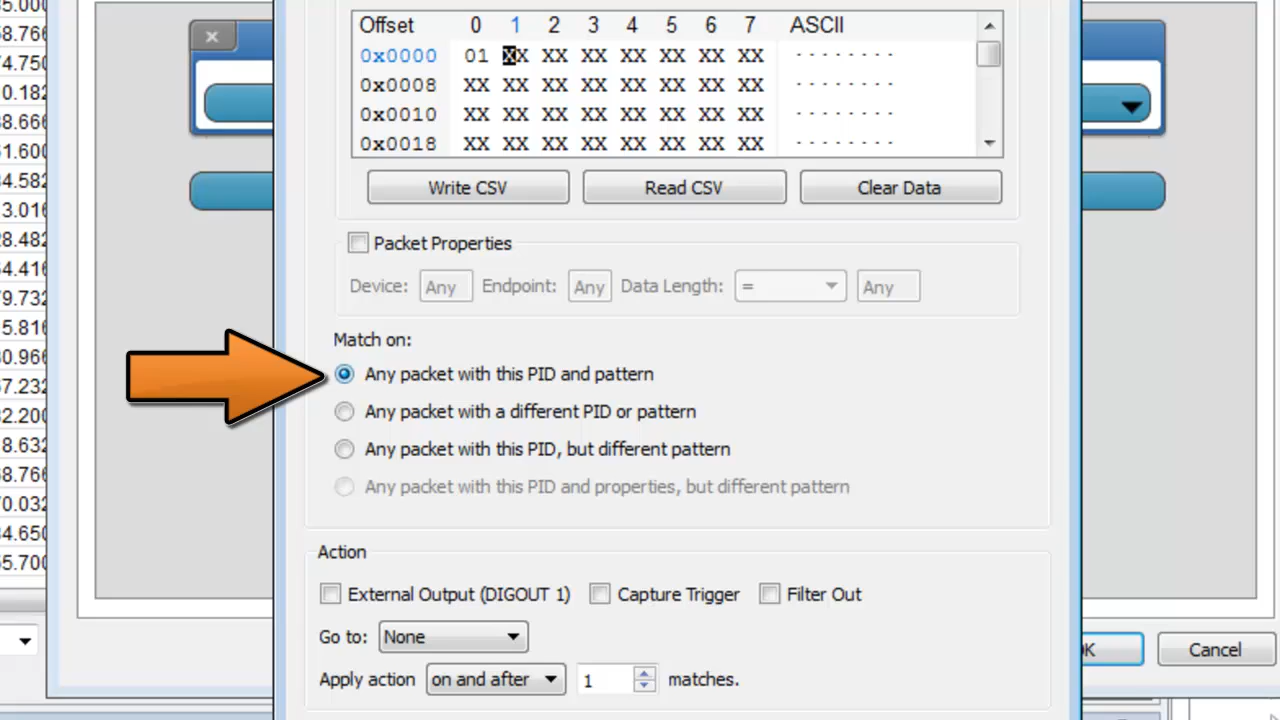 Offset 0 1 2 3 4 5 6 7 ASCII
0x0000 01 XX XX XX XX XX XX XX ........
0x0008 XX XX XX XX XX XX XX XX ........
0x0010 XX XX XX XX XX XX XX XX ........
0x0018 XX XX XX XX XX XX XX XX ........
Write CSV Read CSV Clear Data
Packet Properties
Device: Any Endpoint: Any Data Length: = Any
Match on:
Any packet with this PID and pattern
Any packet with a different PID or pattern
Any packet with this PID, but different pattern
Any packet with this PID and properties, but different pattern
Action
External Output (DIGOUT 1) Capture Trigger Filter Out
Go to: None
Apply action on and after 1 matches.
Cancel